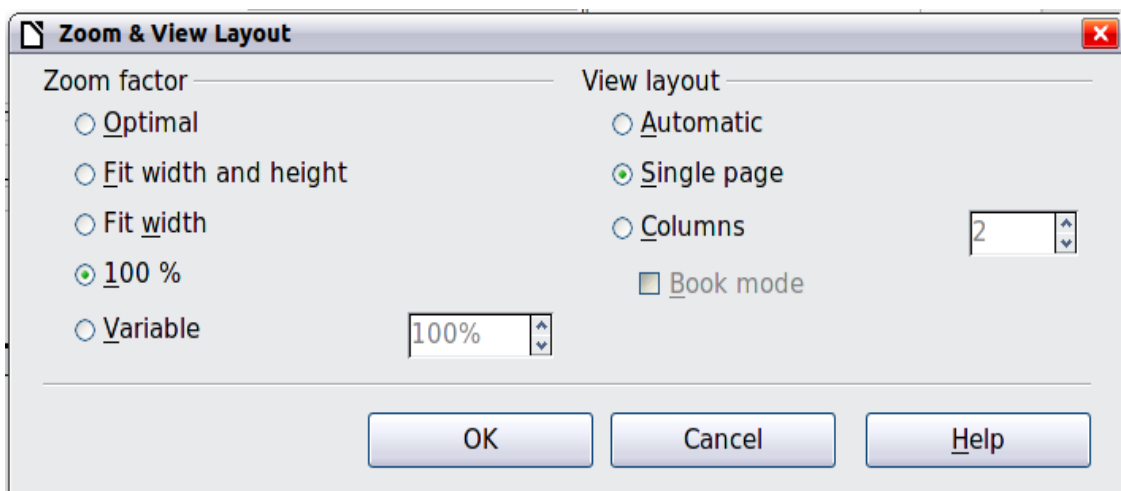 Zoom & View Layout
Zoom factor
Optimal
Fit width and height
Fit width
100 %
Variable
100%
View layout
Automatic
Single page
Columns
2
Book mode
OK
Cancel
Help